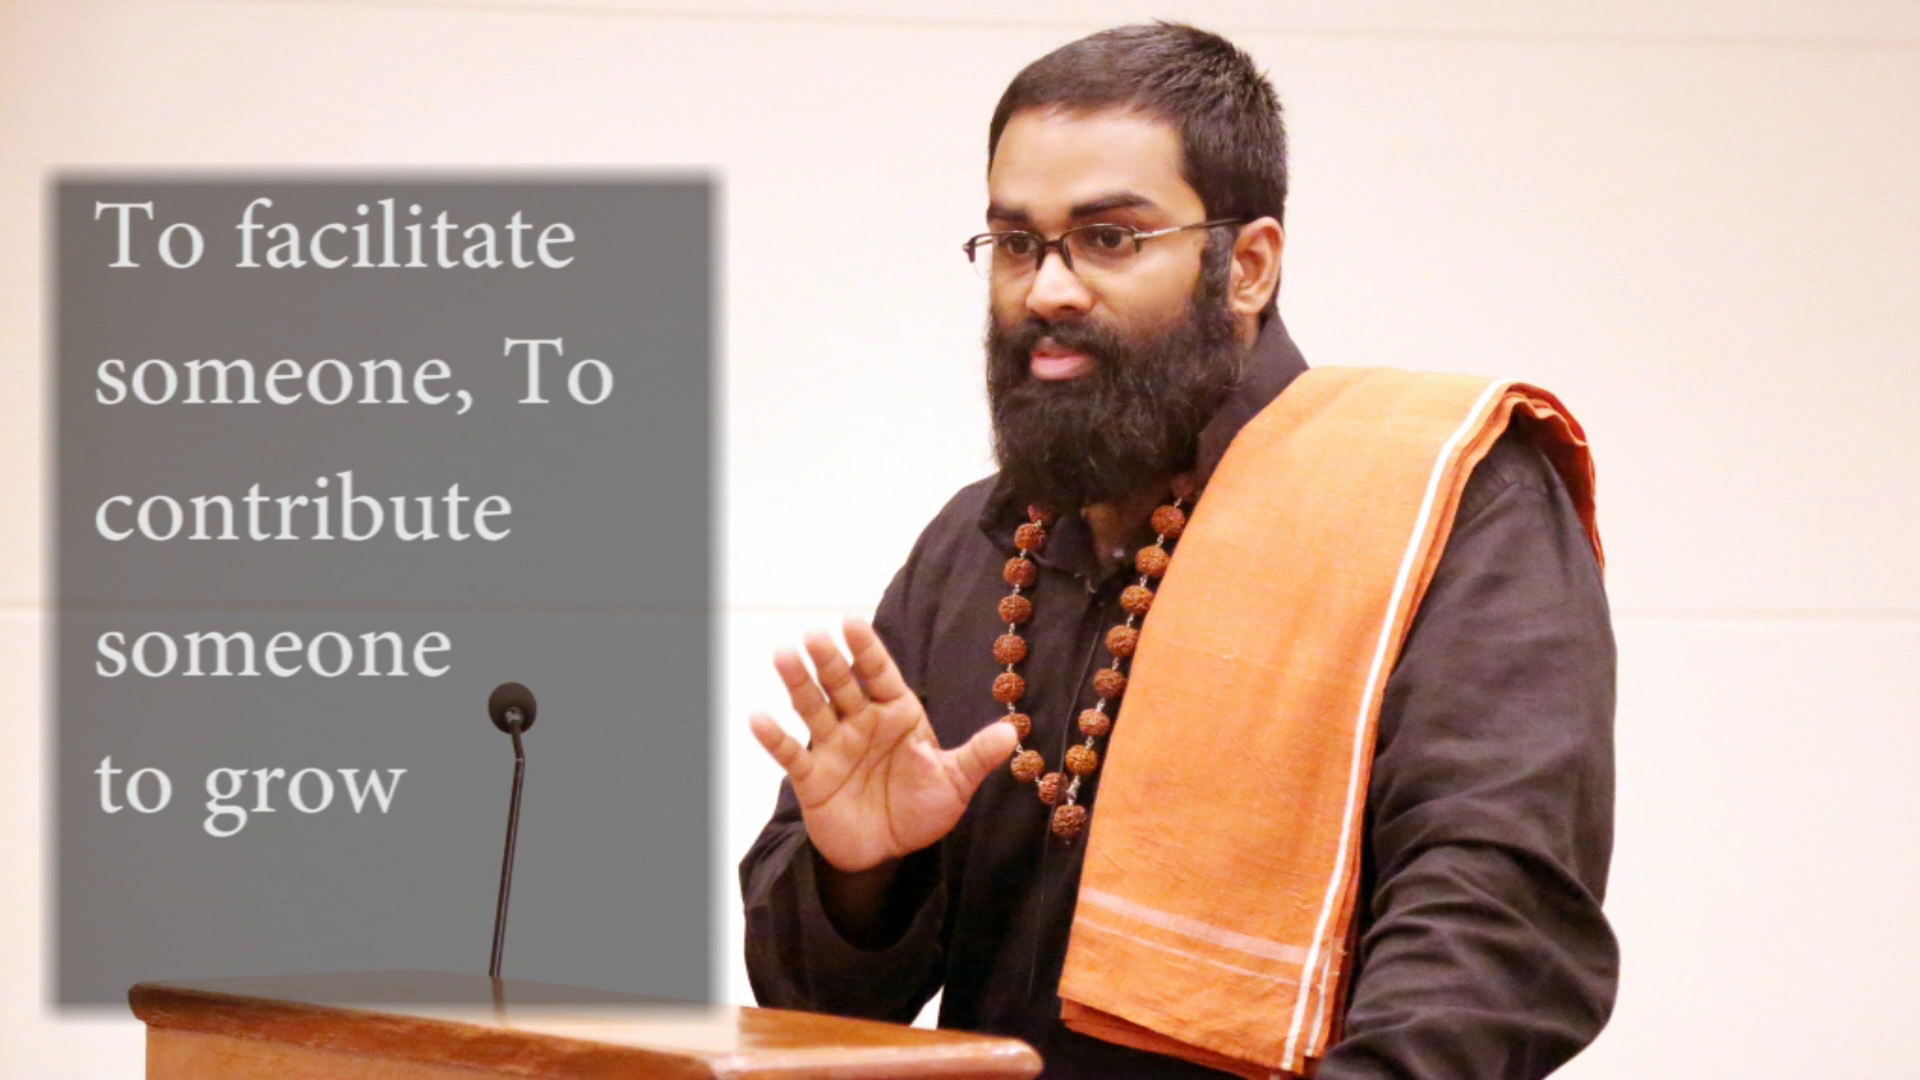 To facilitate
someone, To
contribute
someone
to grow